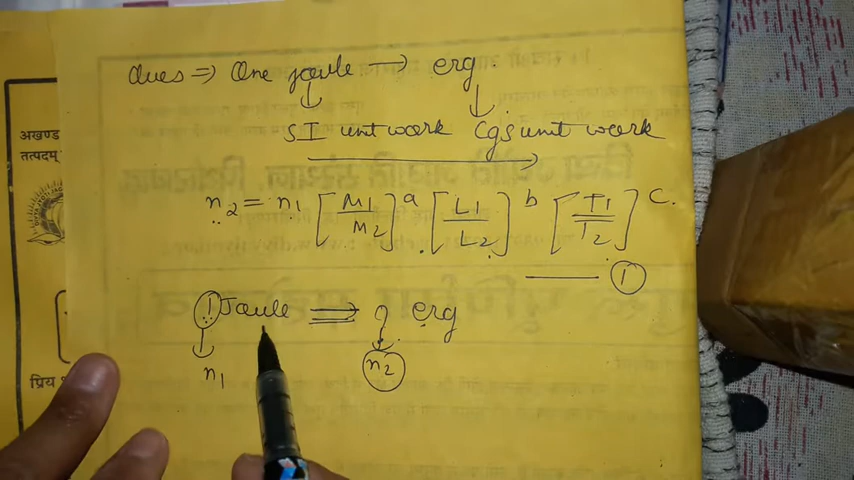 Ques ⇒ One joule → erg.
↓ ↓
SI unit work Cgs unit work
n₂ = n₁ [M₁/M₂]ᵃ [L₁/L₂]ᵇ [T₁/T₂]ᶜ.
—— ①
1 Joule ⇒ ? erg
↓ ↓
n₁ n₂
अखण्ड
तत्पदम्
प्रिय